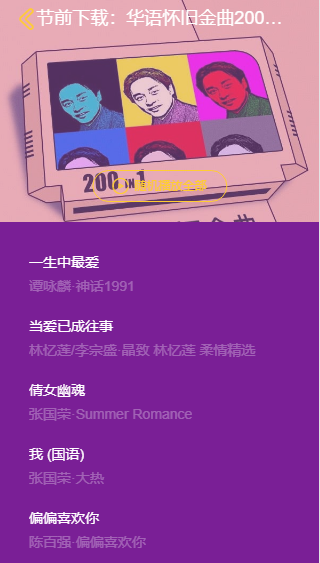 节前下载：华语怀旧金曲200...
200 IN 1
随机播放全部
一生中最爱
谭咏麟·神话1991
当爱已成往事
林忆莲/李宗盛·晶致 林忆莲 柔情精选
倩女幽魂
张国荣·Summer Romance
我 (国语)
张国荣·大热
偏偏喜欢你
陈百强·偏偏喜欢你